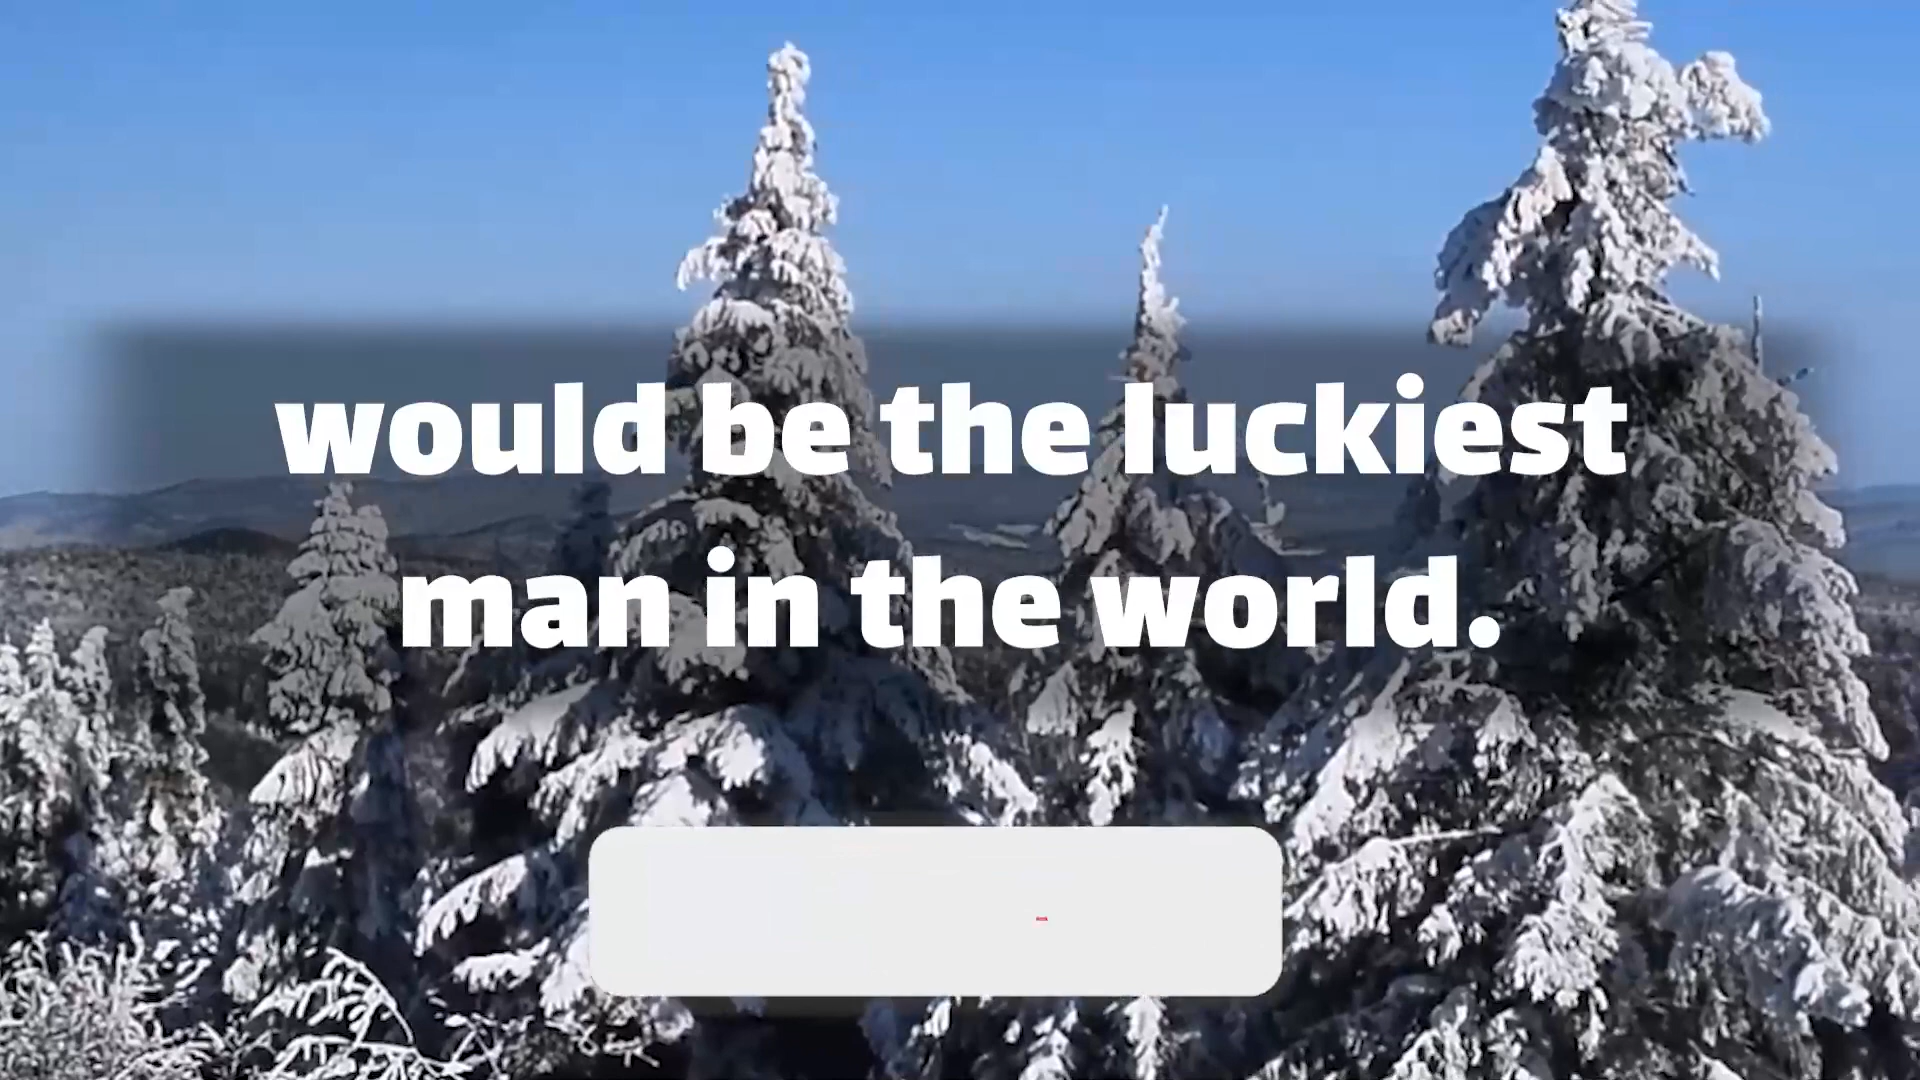 would be the luckiest
man in the world.